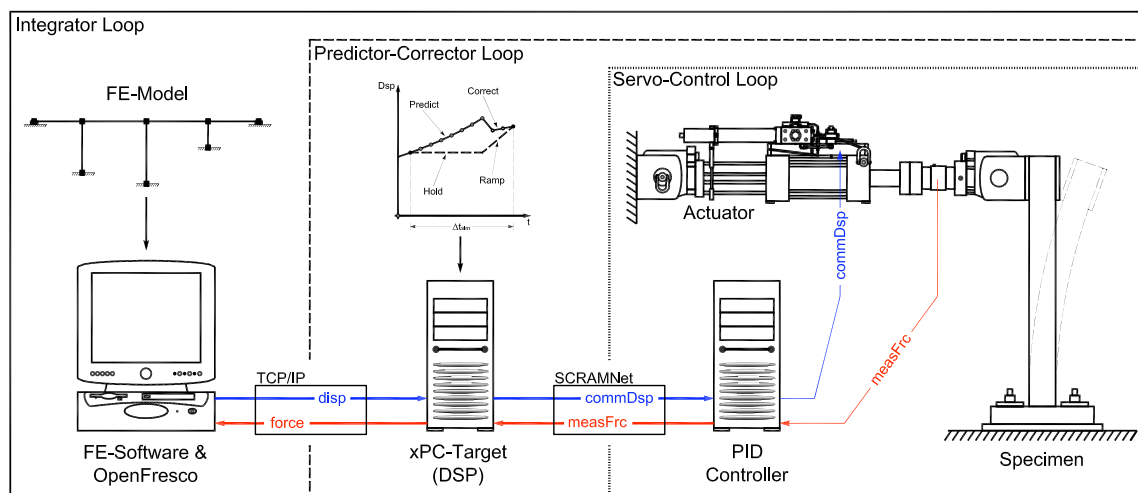 Integrator Loop
Predictor-Corrector Loop
Servo-Control Loop
FE-Model
Dsp
Predict
Correct
Hold
Ramp
t
Δtsim
Actuator
commDsp
measFrc
TCP/IP
disp
force
SCRAMNet
commDsp
measFrc
FE-Software &
OpenFresco
xPC-Target
(DSP)
PID
Controller
Specimen